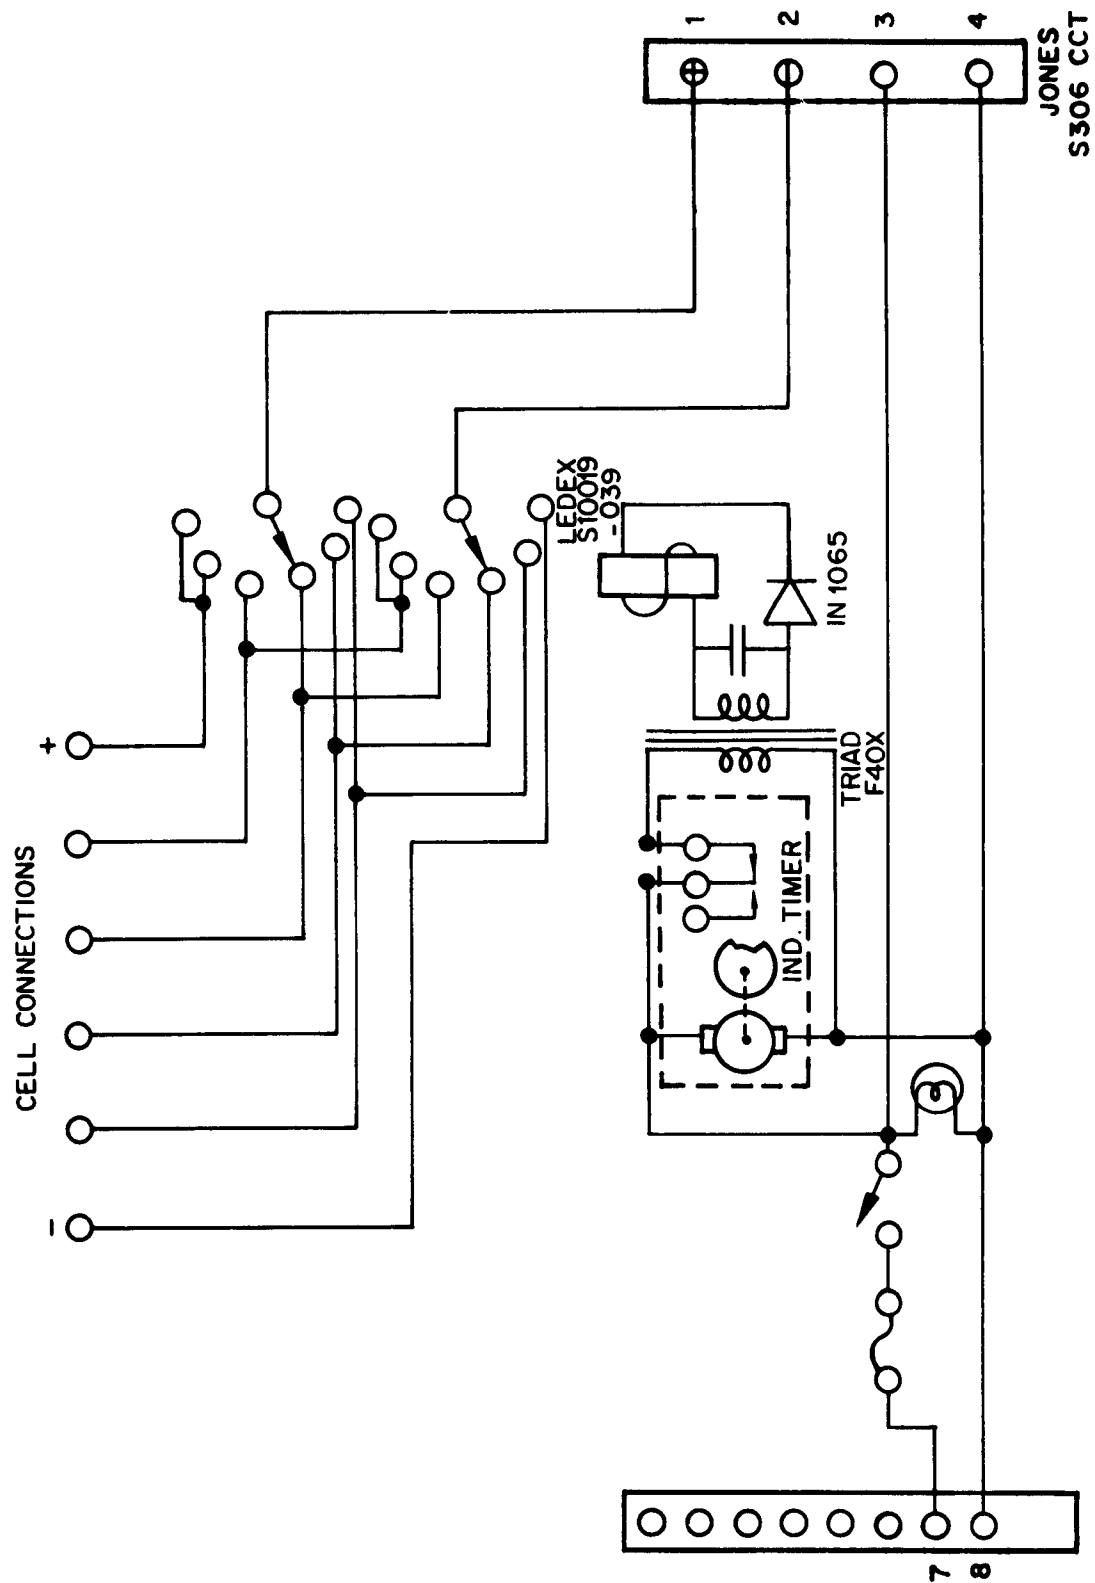 CELL CONNECTIONS
+
−
1
2
3
4
JONES
S306 CCT
LEDEX
S10019
-039
IN 1065
TRIAD
F40X
IND. TIMER
7
8